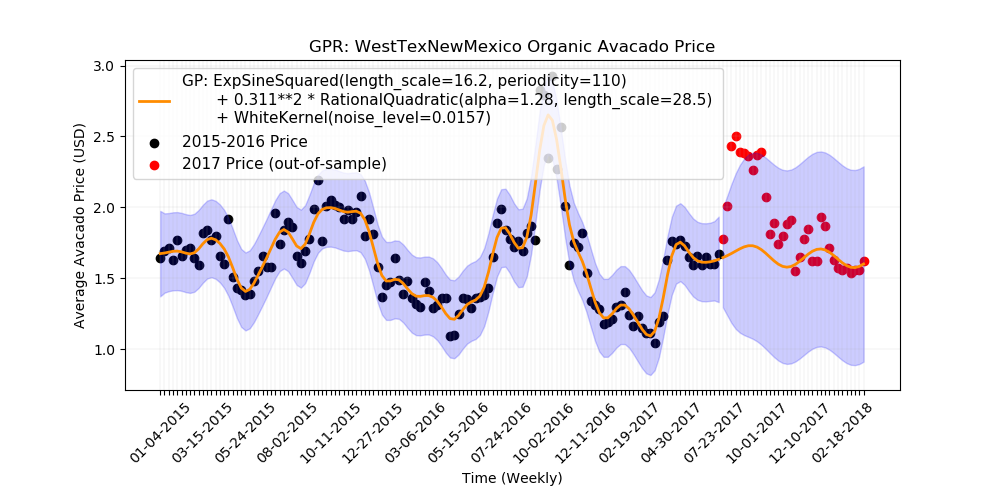 GPR: WestTexNewMexico Organic Avacado Price
GP: ExpSineSquared(length_scale=16.2, periodicity=110)
+ 0.311**2 * RationalQuadratic(alpha=1.28, length_scale=28.5)
+ WhiteKernel(noise_level=0.0157)
2015-2016 Price
2017 Price (out-of-sample)
Average Avacado Price (USD)
3.0
2.5
2.0
1.5
1.0
01-04-2015
03-15-2015
05-24-2015
08-02-2015
10-11-2015
12-27-2015
03-06-2016
05-15-2016
07-24-2016
10-02-2016
12-11-2016
02-19-2017
04-30-2017
07-23-2017
10-01-2017
12-10-2017
02-18-2018
Time (Weekly)